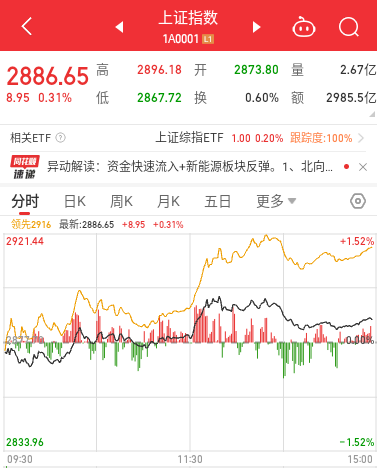 上证指数
1A0001 L1
2886.65 高 2896.18 开 2873.80 量 2.67亿
8.95 0.31% 低 2867.72 换 0.60% 额 2985.5亿
相关ETF 上证综指ETF 1.00 0.20% 跟踪度:100%
同花顺 速递 异动解读：资金快速流入+新能源板块反弹。1、北向...
分时 日K 周K 月K 五日 更多
领先2916 最新:2886.65 +8.95 +0.31%
2921.44 +1.52%
0.00%
2833.96 -1.52%
09:30 11:30 15:00